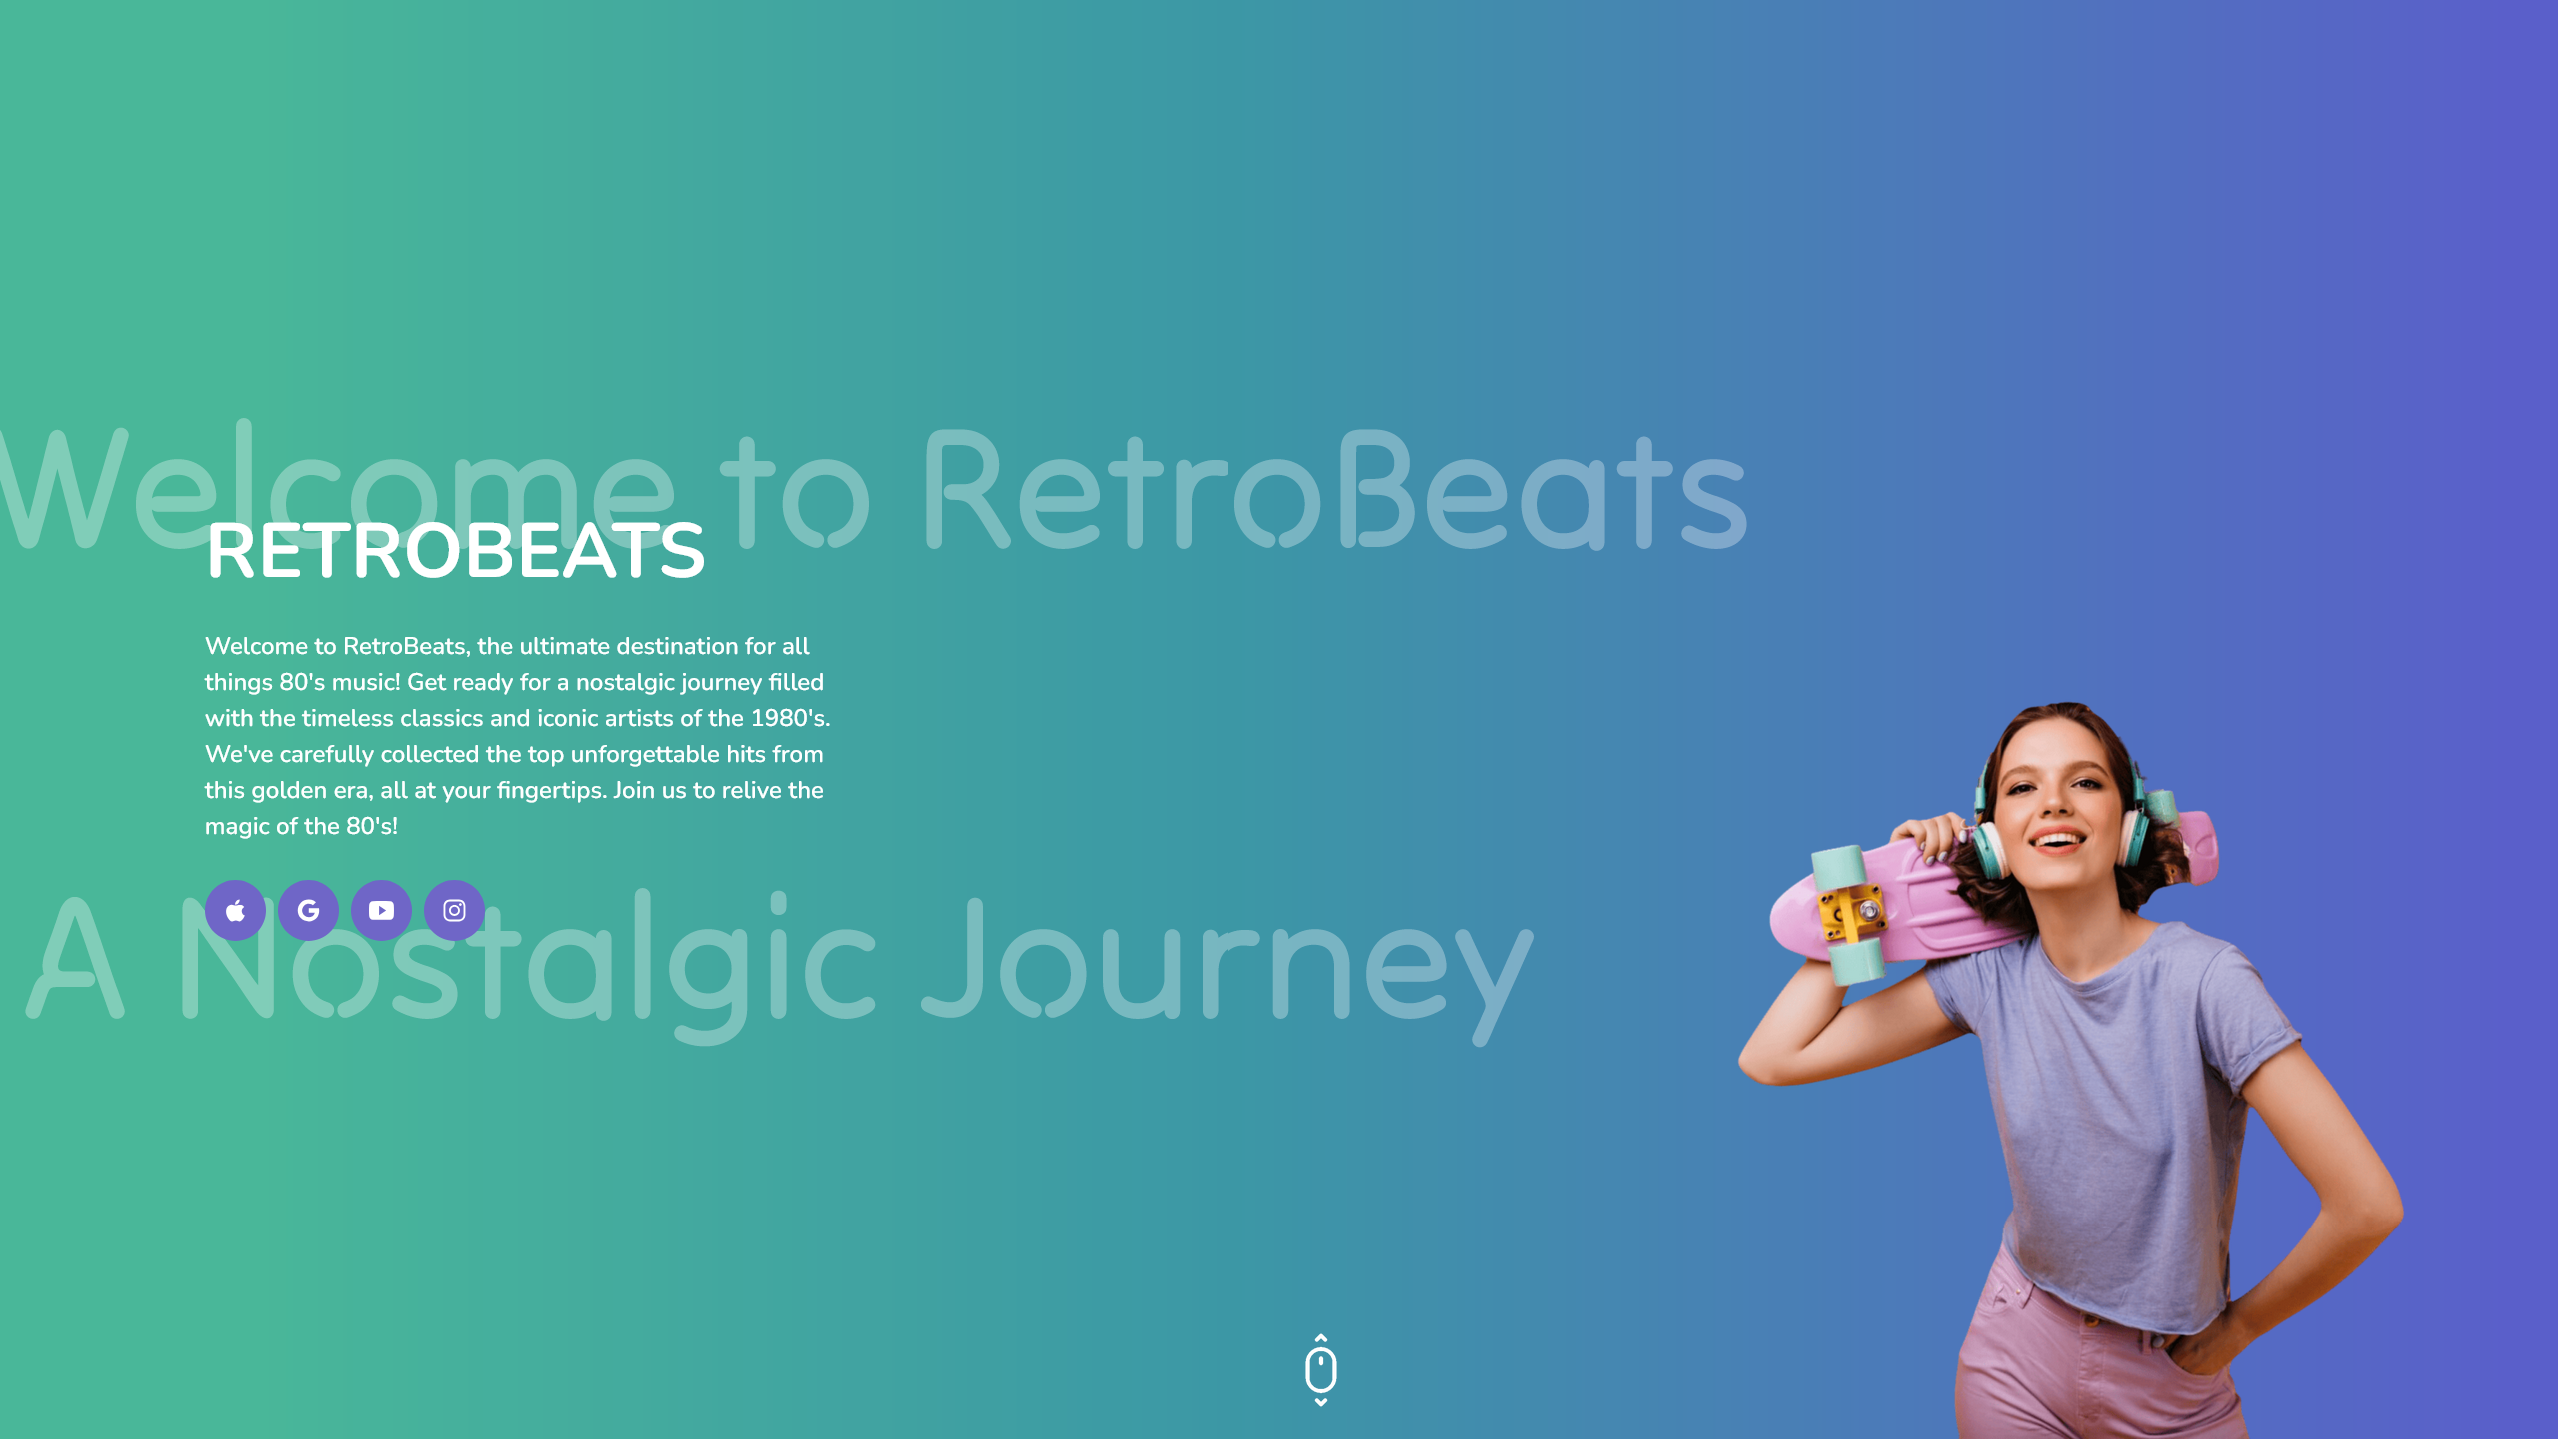 Welcome to RetroBeats
RETROBEATS
Welcome to RetroBeats, the ultimate destination for all
things 80's music! Get ready for a nostalgic journey filled
with the timeless classics and iconic artists of the 1980's.
We've carefully collected the top unforgettable hits from
this golden era, all at your fingertips. Join us to relive the
magic of the 80's!
A Nostalgic Journey